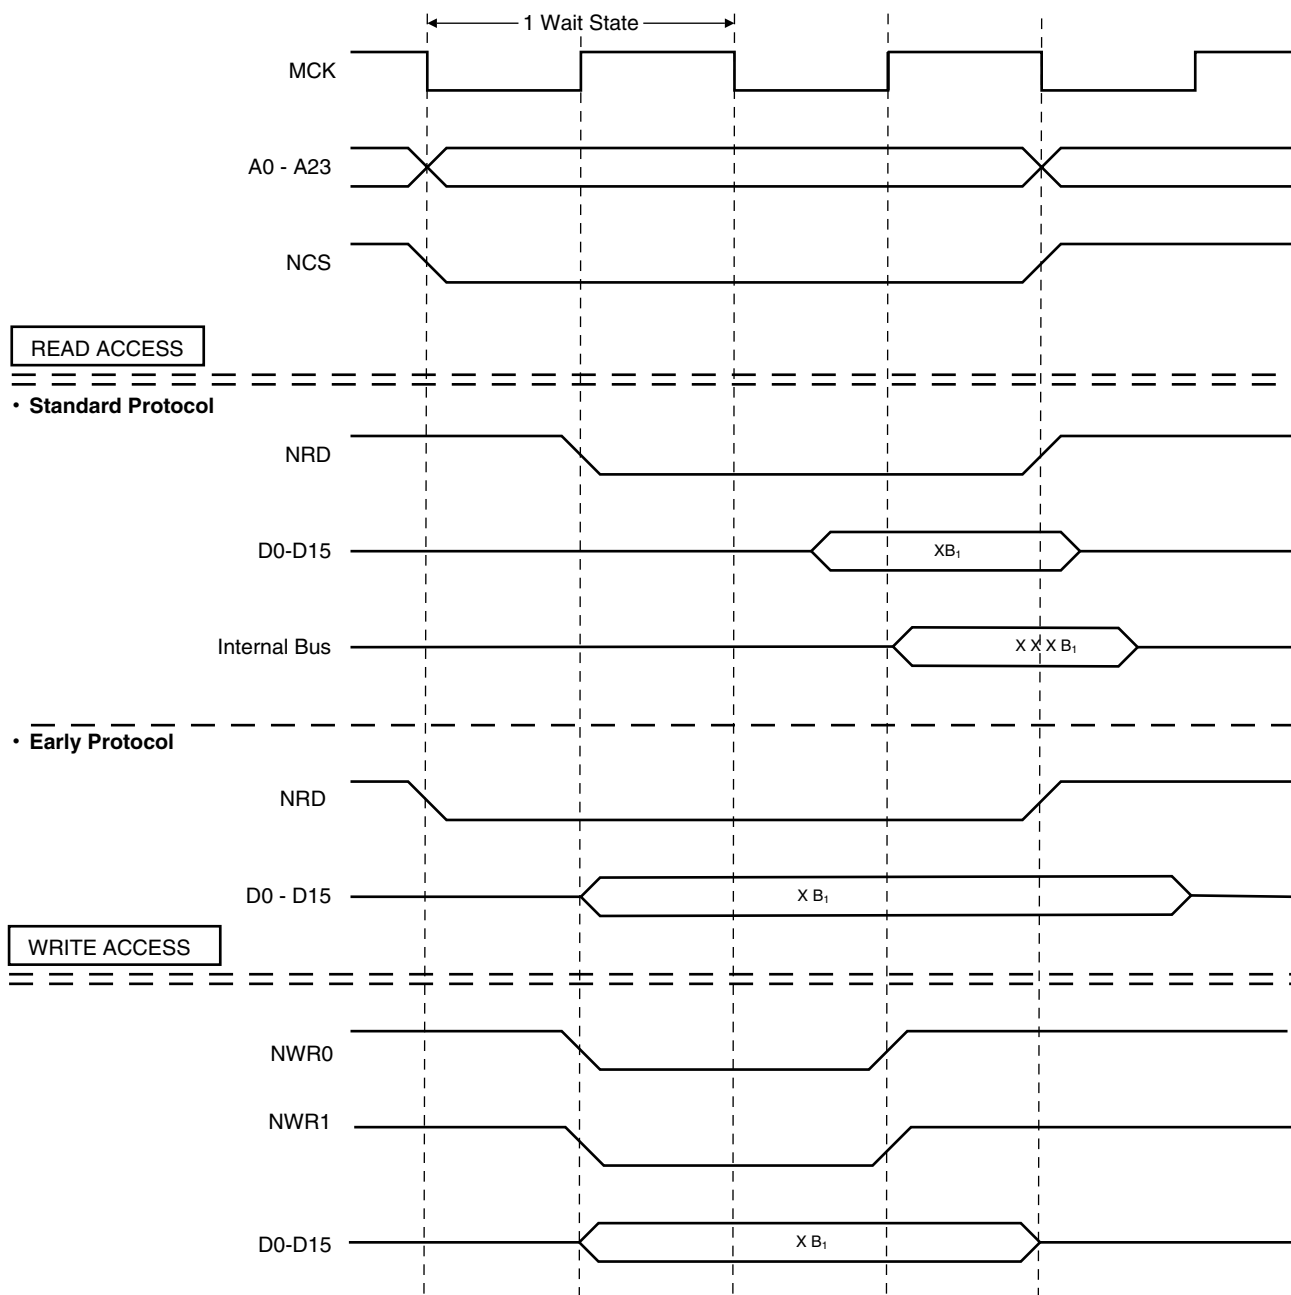 1 Wait State
MCK
A0 - A23
NCS
READ ACCESS
• Standard Protocol
NRD
D0-D15
XB₁
Internal Bus
X X X B₁
• Early Protocol
NRD
D0 - D15
X B₁
WRITE ACCESS
NWR0
NWR1
D0-D15
X B₁